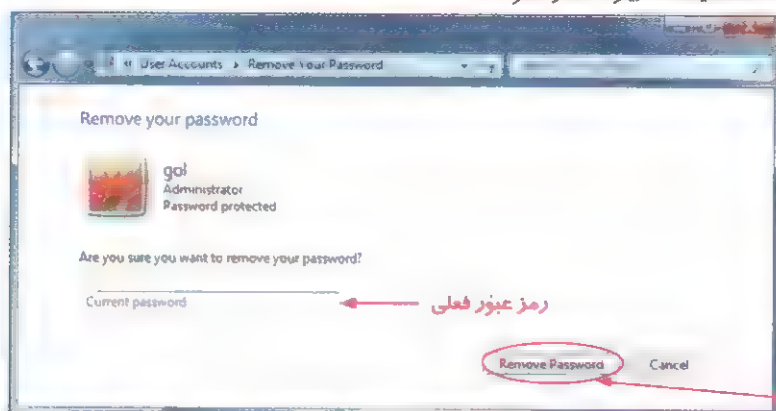 « User Accounts ▸ Remove Your Password
Remove your password
gol
Administrator
Password protected
Are you sure you want to remove your password?
Current password
رمز عبور فعلی
Remove Password
Cancel